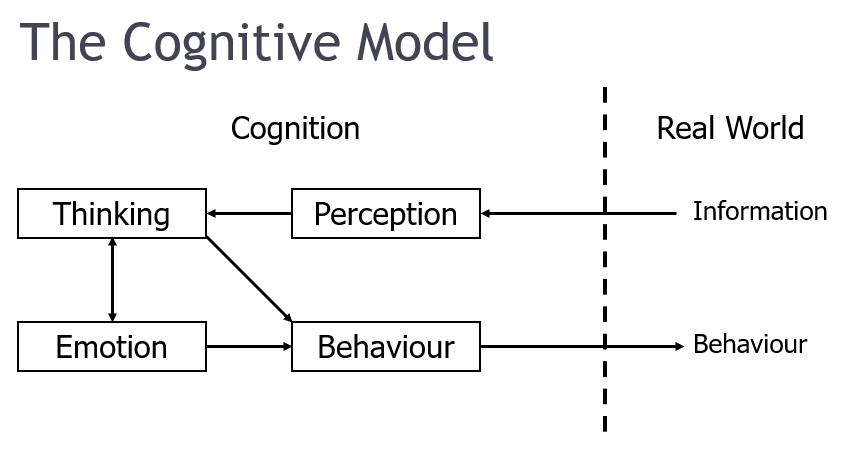 The Cognitive Model
Cognition
Real World
Thinking
Perception
Information
Emotion
Behaviour
Behaviour